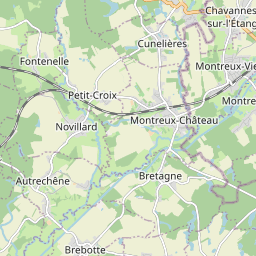 Chavannes
sur-l'Étang
Cunelières
Fontenelle
Montreux-Vie
Petit-Croix
Montre
Novillard
Montreux-Château
Autrechêne
Bretagne
Brebotte